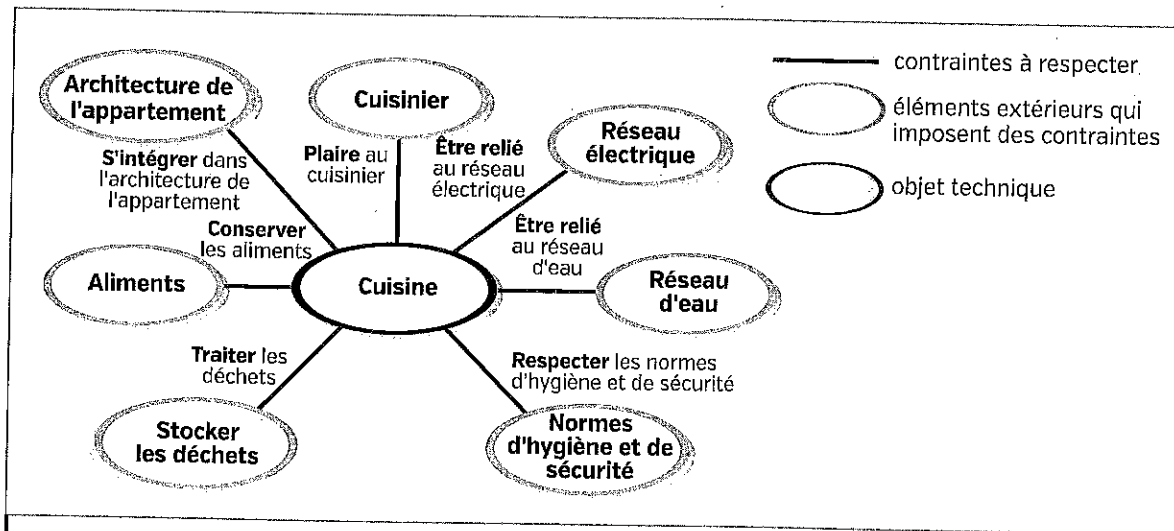 Architecture de
l'appartement
Cuisinier
Réseau
électrique
S'intégrer dans
l'architecture de
l'appartement
Plaire au
cuisinier
Être relié
au réseau
électrique
Conserver
les aliments
Être relié
au réseau
d'eau
Aliments
Cuisine
Réseau
d'eau
Traiter les
déchets
Respecter les normes
d'hygiène et de sécurité
Stocker
les déchets
Normes
d'hygiène et de
sécurité
contraintes à respecter
éléments extérieurs qui
imposent des contraintes
objet technique